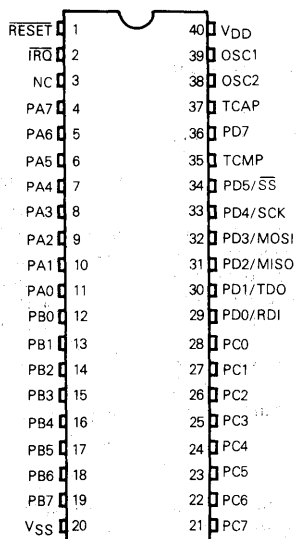 RESET 1 40 VDD
IRQ 2 39 OSC1
NC 3 38 OSC2
PA7 4 37 TCAP
PA6 5 36 PD7
PA5 6 35 TCMP
PA4 7 34 PD5/SS
PA3 8 33 PD4/SCK
PA2 9 32 PD3/MOSI
PA1 10 31 PD2/MISO
PA0 11 30 PD1/TDO
PB0 12 29 PD0/RDI
PB1 13 28 PC0
PB2 14 27 PC1
PB3 15 26 PC2
PB4 16 25 PC3
PB5 17 24 PC4
PB6 18 23 PC5
PB7 19 22 PC6
VSS 20 21 PC7